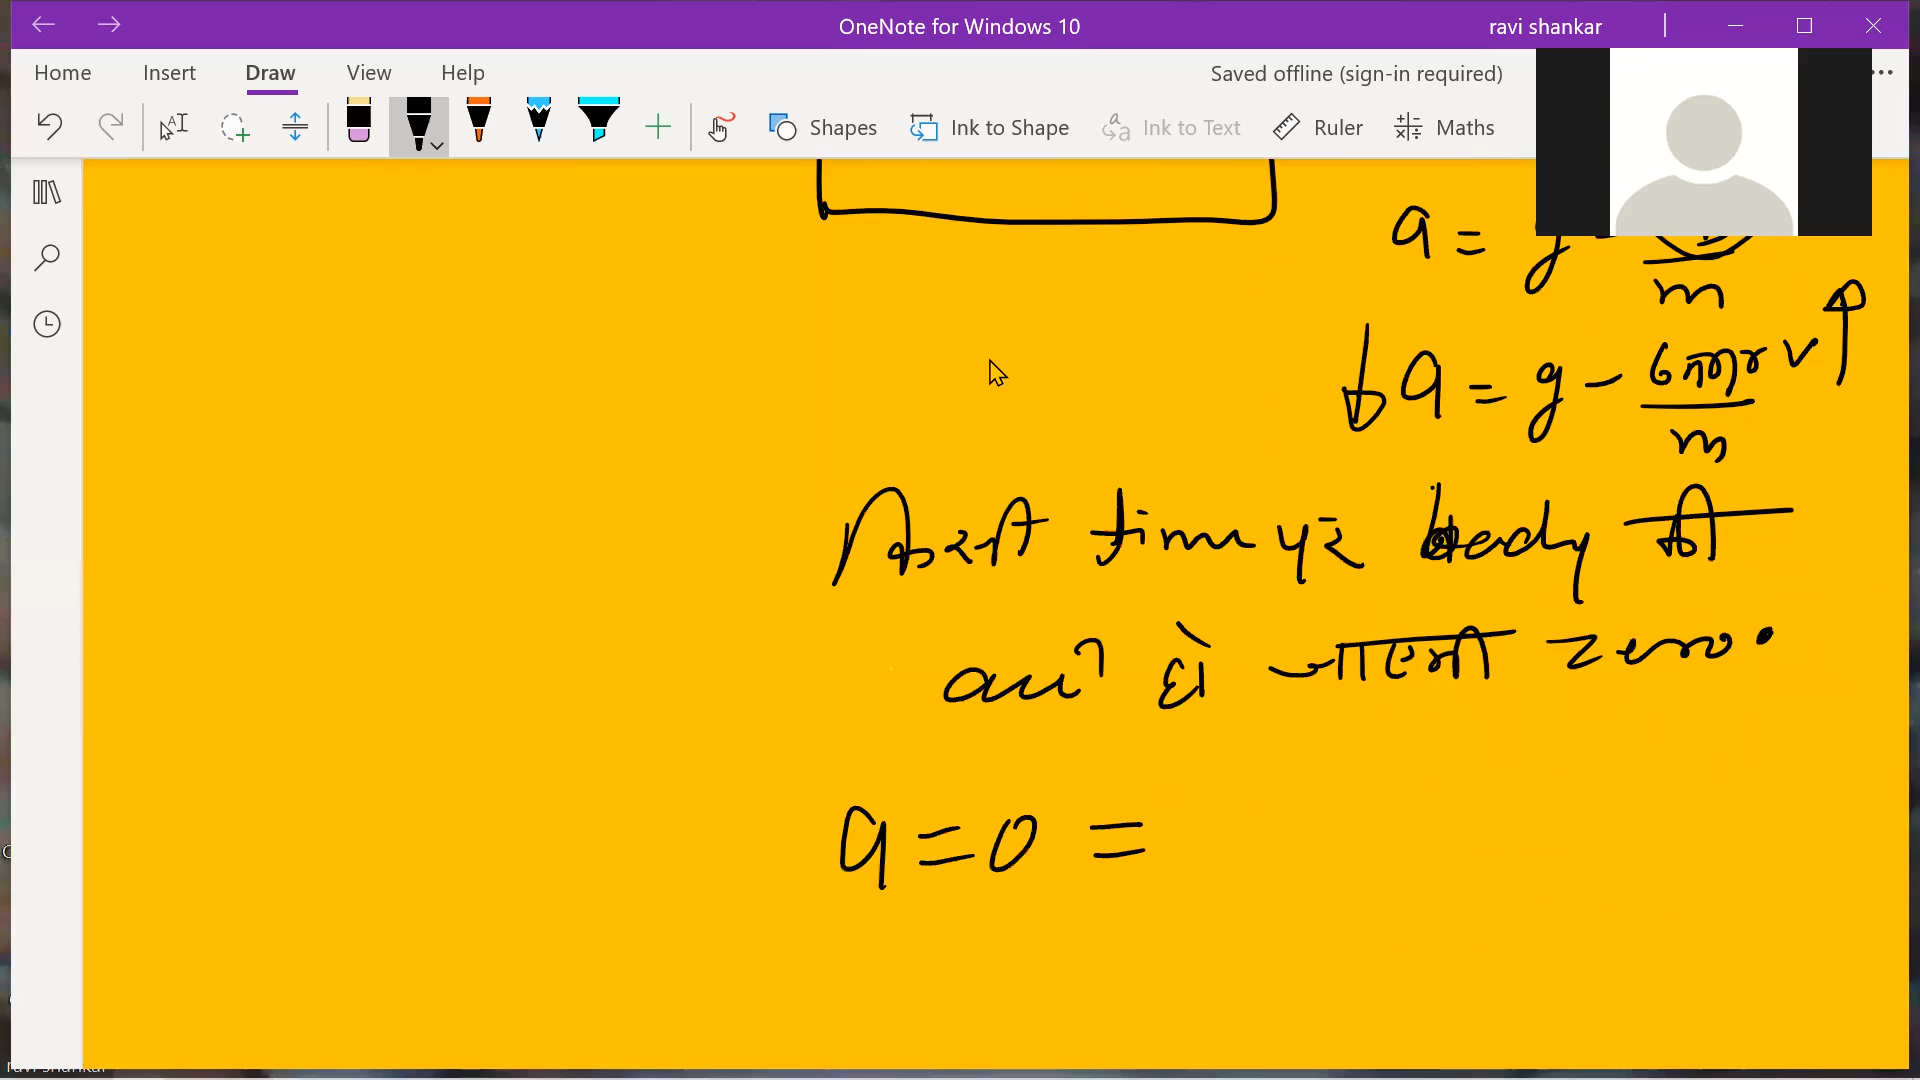 OneNote for Windows 10
ravi shankar
Home Insert Draw View Help
Saved offline (sign-in required)
Shapes Ink to Shape Ink to Text Ruler Maths
a = g -
m
↓ a = g - 6πηrv ↑
m
time पर body का
acc^n हो जाएगा zero.
a = 0 =